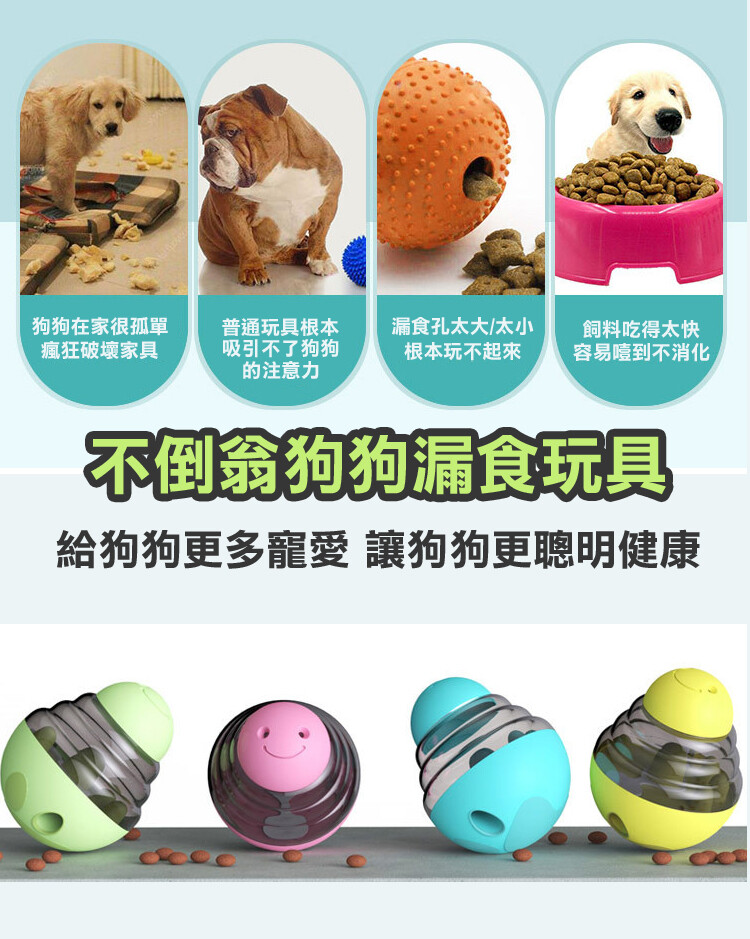 狗狗在家很孤單
瘋狂破壞家具
普通玩具根本
吸引不了狗狗
的注意力
漏食孔太大/太小
根本玩不起來
飼料吃得太快
容易噎到不消化
不倒翁狗狗漏食玩具
給狗狗更多寵愛 讓狗狗更聰明健康